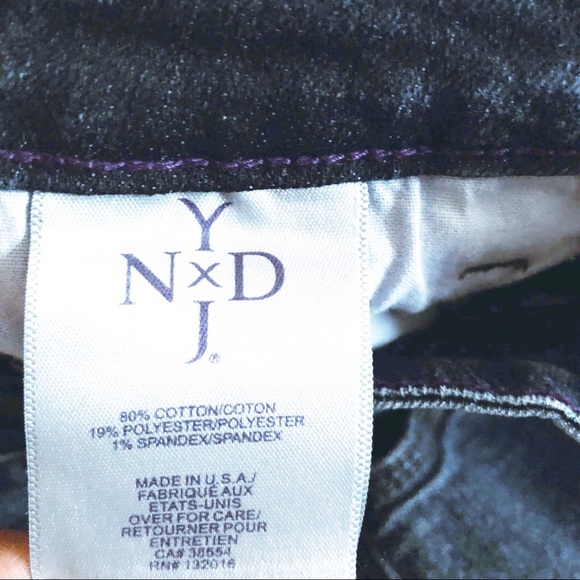 Y
N×D
J®
80% COTTON/COTON
19% POLYESTER/POLYESTER
1% SPANDEX/SPANDEX
MADE IN U.S.A./
FABRIQUÉ AUX
ETATS-UNIS
OVER FOR CARE/
RETOURNER POUR
ENTRETIEN
CA# 38554
RN# 132016